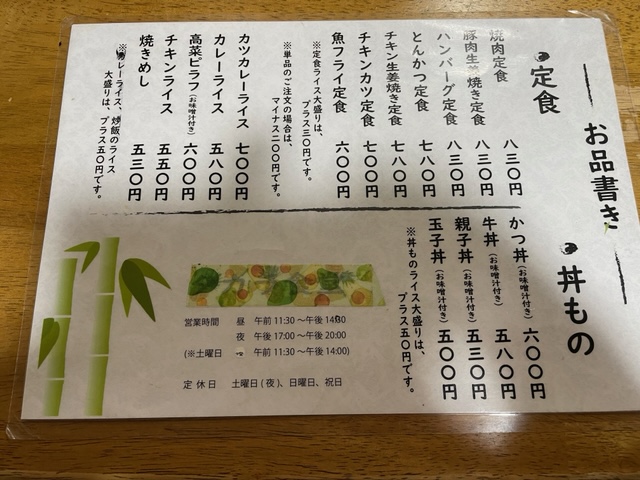 お品書き
定食
焼肉定食 八三〇円
豚肉生姜焼き定食 八三〇円
ハンバーグ定食 八三〇円
とんかつ定食 七八〇円
チキン生姜焼き定食 七八〇円
チキンカツ定食 七〇〇円
魚フライ定食 六〇〇円
※定食ライス大盛りは、
プラス三〇円です。
※単品のご注文の場合は、
マイナス二〇〇円です。
カツカレーライス 七〇〇円
カレーライス 五八〇円
高菜ピラフ(お味噌汁付き) 六〇〇円
チキンライス 五五〇円
焼きめし 五三〇円
※カレーライス、炒飯のライス
大盛りは、プラス五〇円です。
丼もの
かつ丼(お味噌汁付き) 六〇〇円
牛丼(お味噌汁付き) 五八〇円
親子丼(お味噌汁付き) 五三〇円
玉子丼(お味噌汁付き) 五〇〇円
※丼ものライス大盛りは、
プラス五〇円です。
営業時間 昼 午前 11:30 ～午後 14:30
夜 午後 17:00 ～午後 20:00
(※土曜日 午前 11:30 ～午後 14:00)
定休日 土曜日(夜)、日曜日、祝日